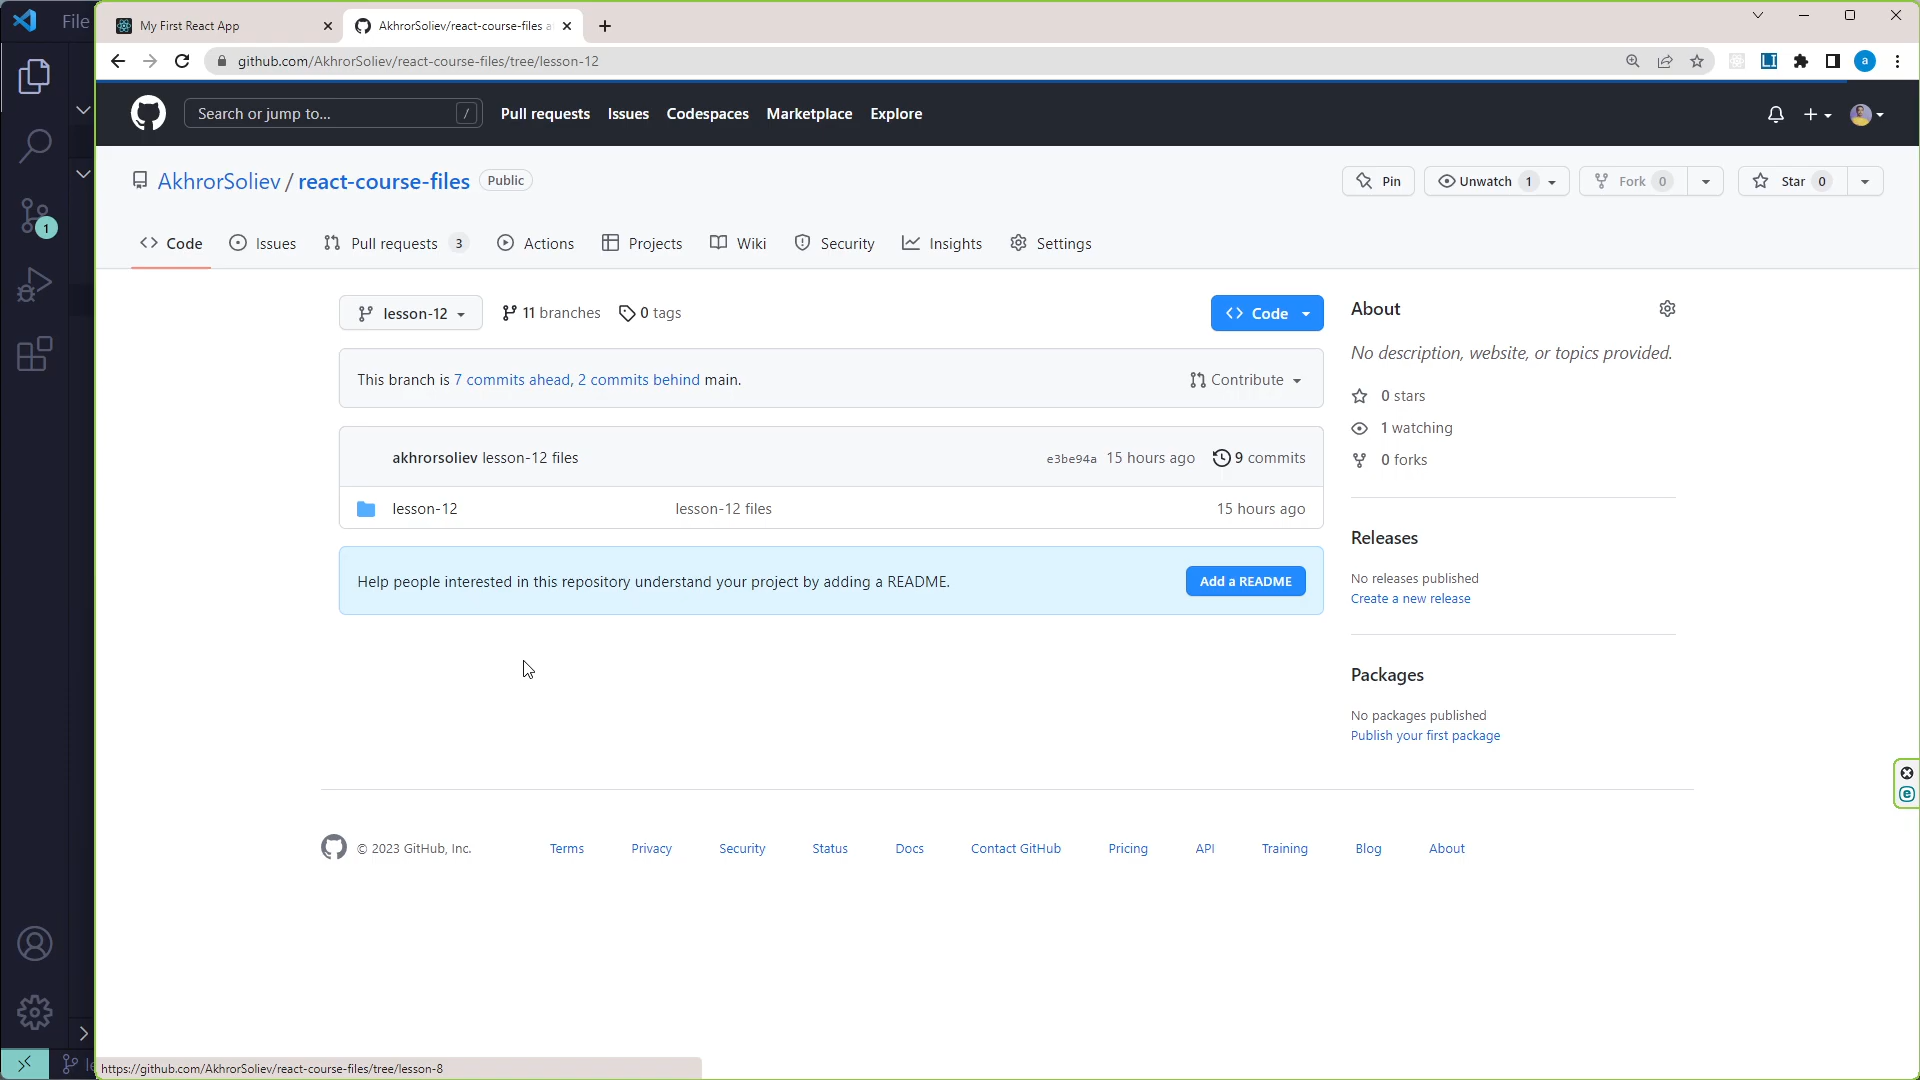 File
My First React App
AkhrorSoliev/react-course-files a
github.com/AkhrorSoliev/react-course-files/tree/lesson-12
a
Search or jump to... /
Pull requests Issues Codespaces Marketplace Explore
AkhrorSoliev / react-course-files Public
Pin Unwatch 1 Fork 0 Star 0
1
Code Issues Pull requests 3 Actions Projects Wiki Security Insights Settings
lesson-12 11 branches 0 tags Code
This branch is 7 commits ahead, 2 commits behind main. Contribute
akhrorsoliev lesson-12 files e3be94a 15 hours ago 9 commits
lesson-12 lesson-12 files 15 hours ago
Help people interested in this repository understand your project by adding a README. Add a README
About
No description, website, or topics provided.
0 stars
1 watching
0 forks
Releases
No releases published
Create a new release
Packages
No packages published
Publish your first package
© 2023 GitHub, Inc. Terms Privacy Security Status Docs Contact GitHub Pricing API Training Blog About
https://github.com/AkhrorSoliev/react-course-files/tree/lesson-8